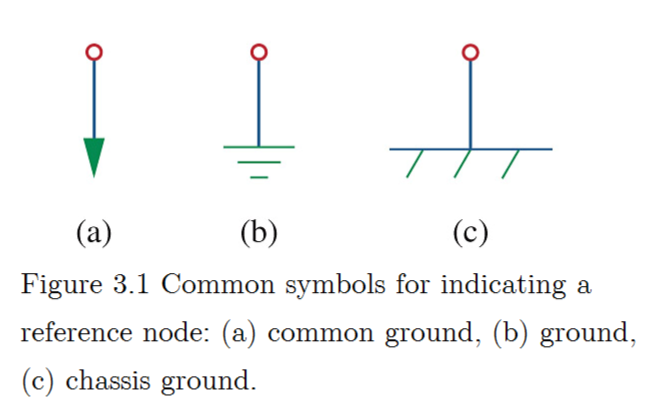 (a) (b) (c)
Figure 3.1 Common symbols for indicating a
reference node: (a) common ground, (b) ground,
(c) chassis ground.